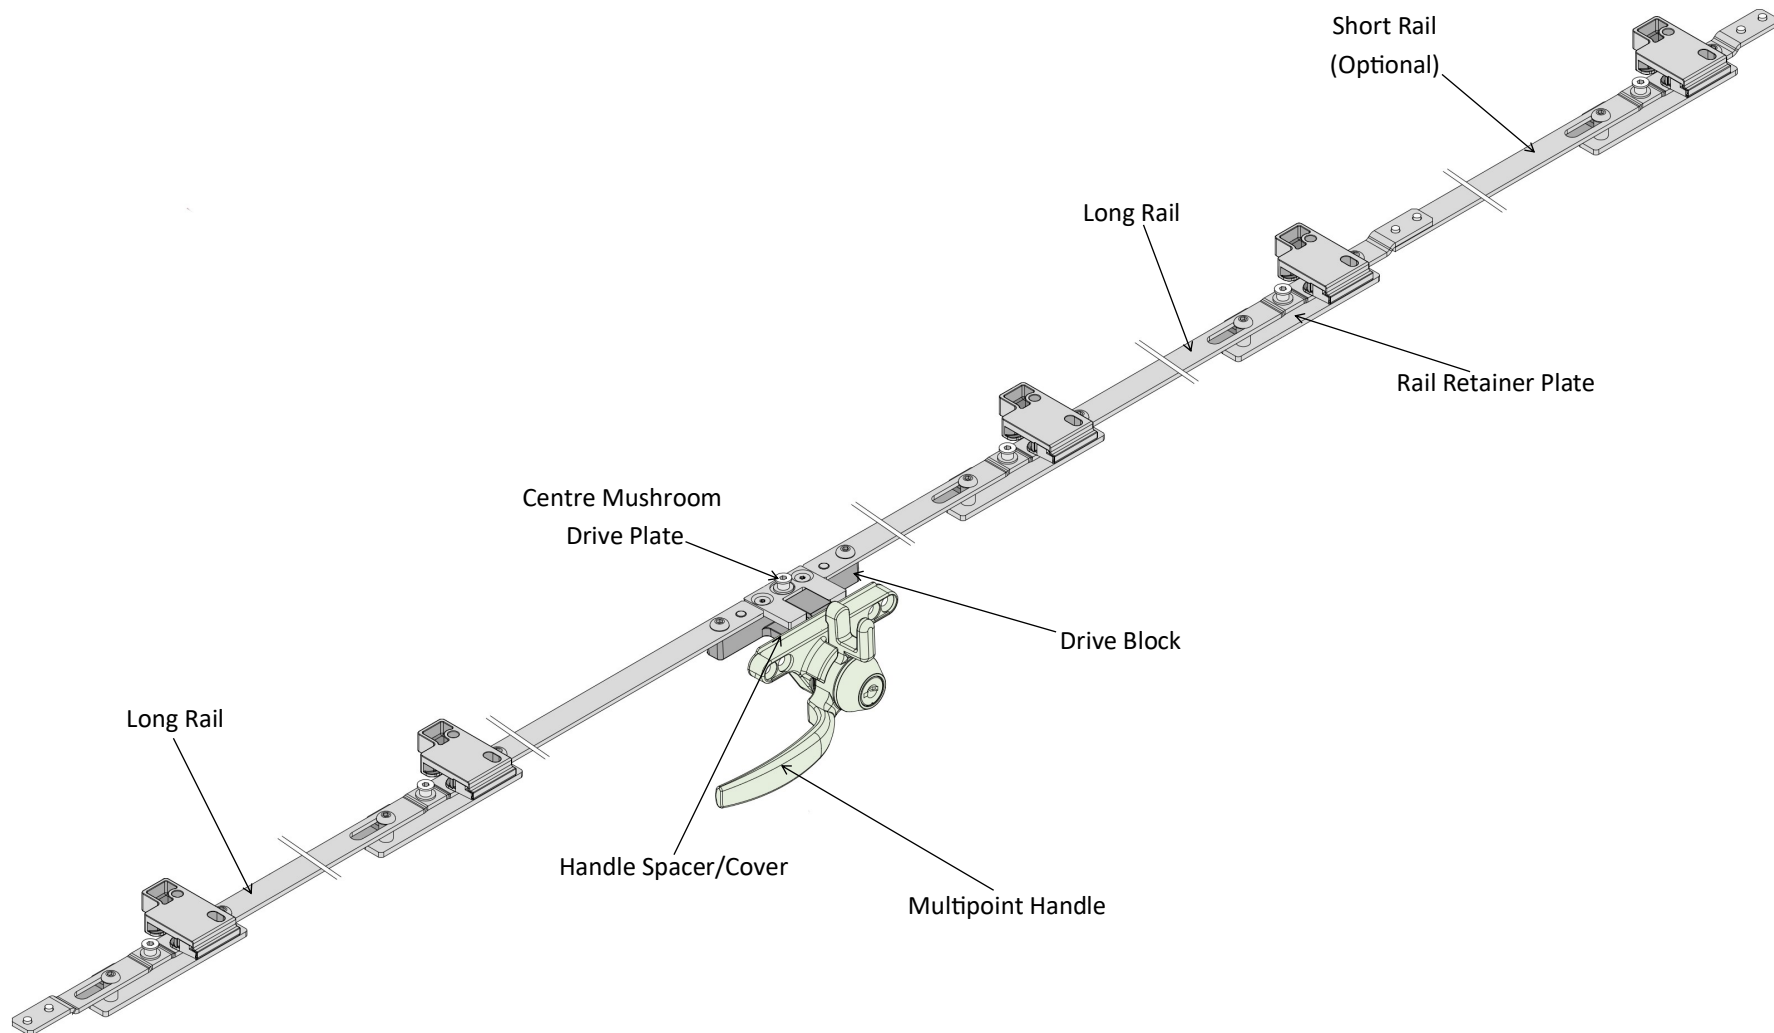 Short Rail
(Optional)
Long Rail
Rail Retainer Plate
Centre Mushroom
Drive Plate
Drive Block
Long Rail
Handle Spacer/Cover
Multipoint Handle